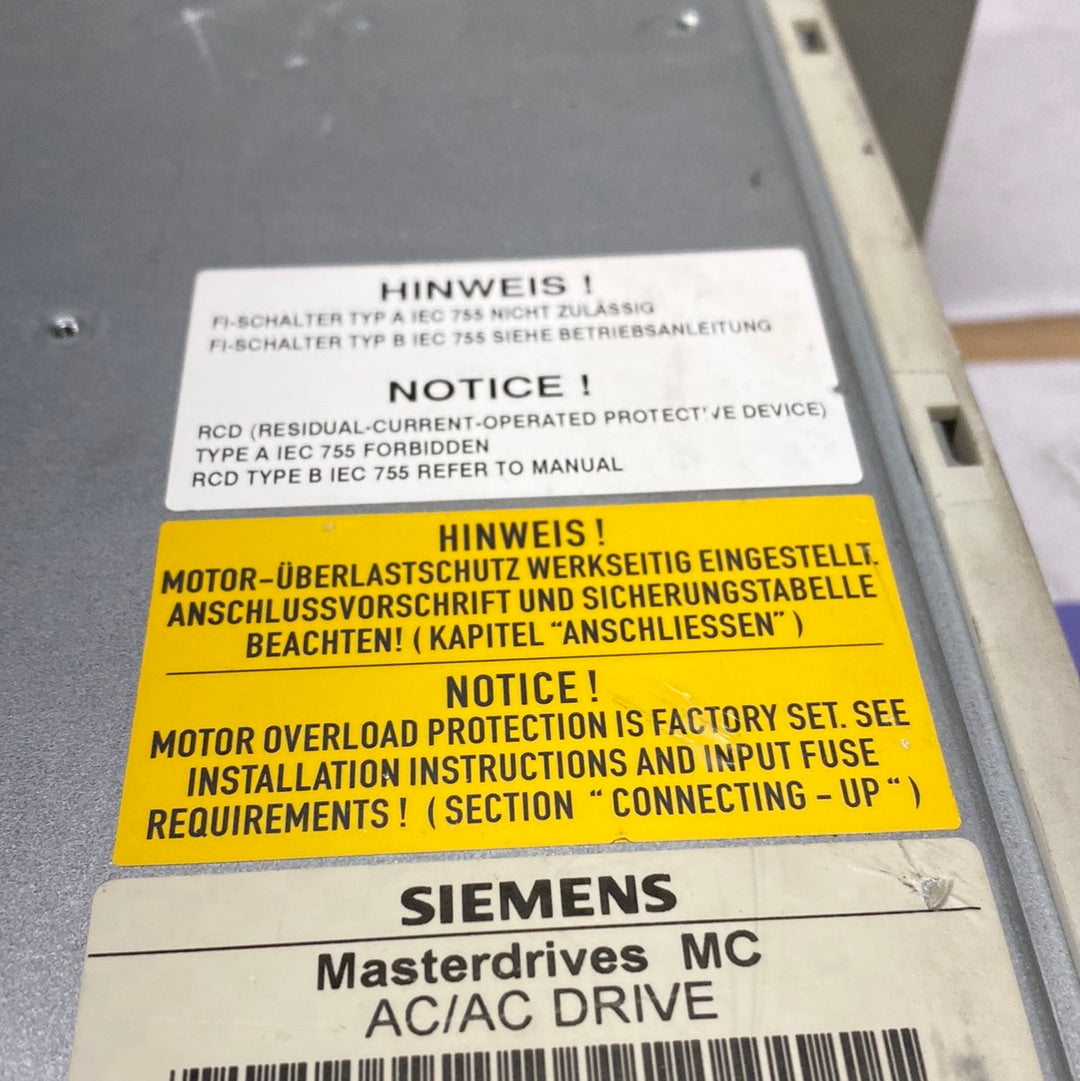 HINWEIS !
FI-SCHALTER TYP A IEC 755 NICHT ZULÄSSIG
FI-SCHALTER TYP B IEC 755 SIEHE BETRIEBSANLEITUNG
NOTICE !
RCD (RESIDUAL-CURRENT-OPERATED PROTECTIVE DEVICE)
TYPE A IEC 755 FORBIDDEN
RCD TYPE B IEC 755 REFER TO MANUAL
HINWEIS !
MOTOR-ÜBERLASTSCHUTZ WERKSEITIG EINGESTELLT.
ANSCHLUSSVORSCHRIFT UND SICHERUNGSTABELLE
BEACHTEN! ( KAPITEL "ANSCHLIESSEN" )
NOTICE !
MOTOR OVERLOAD PROTECTION IS FACTORY SET. SEE
INSTALLATION INSTRUCTIONS AND INPUT FUSE
REQUIREMENTS ! ( SECTION " CONNECTING - UP " )
SIEMENS
Masterdrives MC
AC/AC DRIVE